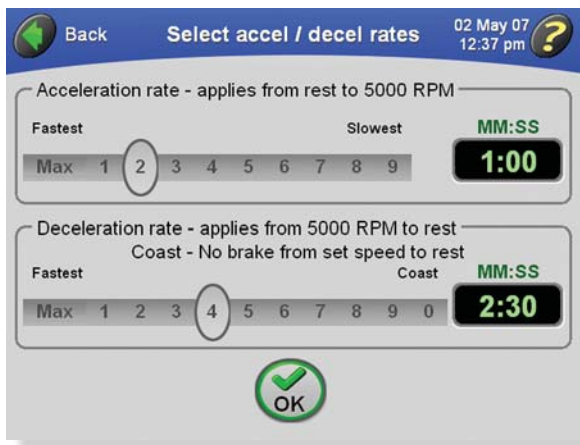 Back Select accel / decel rates 02 May 07
12:37 pm ?
Acceleration rate - applies from rest to 5000 RPM
Fastest Slowest MM:SS
Max 1 2 3 4 5 6 7 8 9 1:00
Deceleration rate - applies from 5000 RPM to rest
Coast - No brake from set speed to rest
Fastest Coast MM:SS
Max 1 2 3 4 5 6 7 8 9 0 2:30
OK